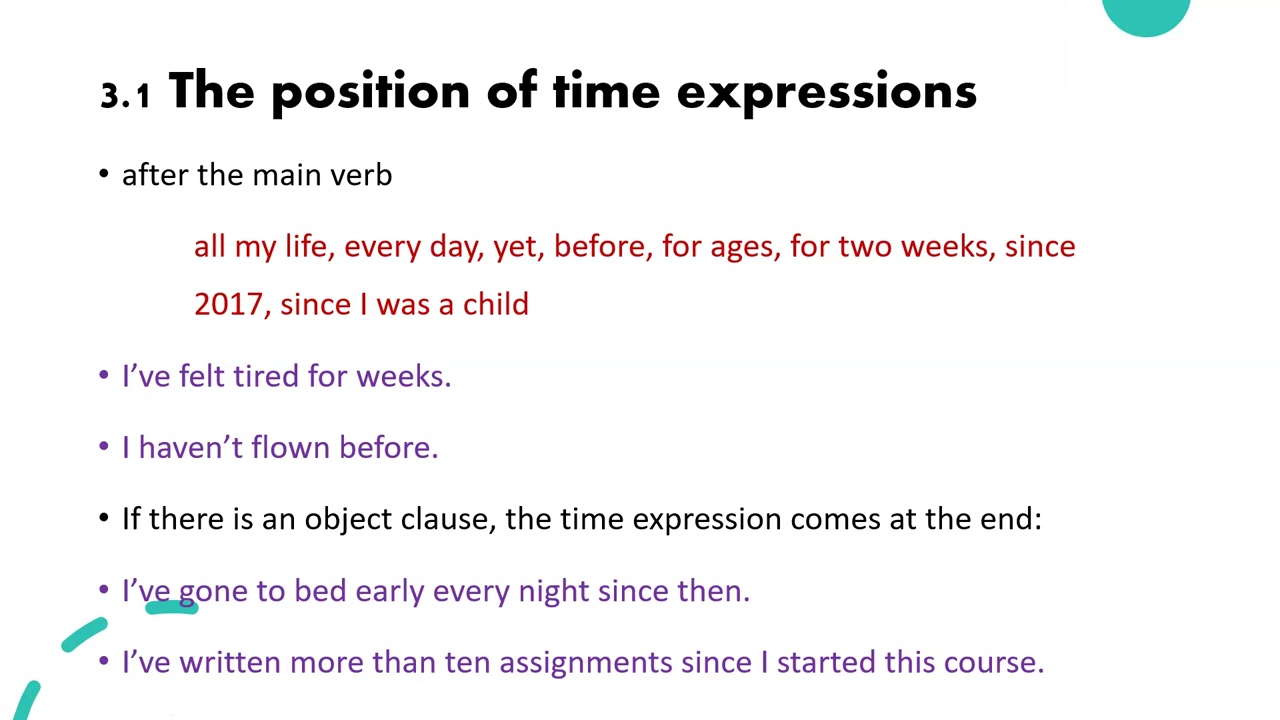 3.1 The position of time expressions
• after the main verb
all my life, every day, yet, before, for ages, for two weeks, since
2017, since I was a child
• I’ve felt tired for weeks.
• I haven’t flown before.
• If there is an object clause, the time expression comes at the end:
• I’ve gone to bed early every night since then.
• I’ve written more than ten assignments since I started this course.